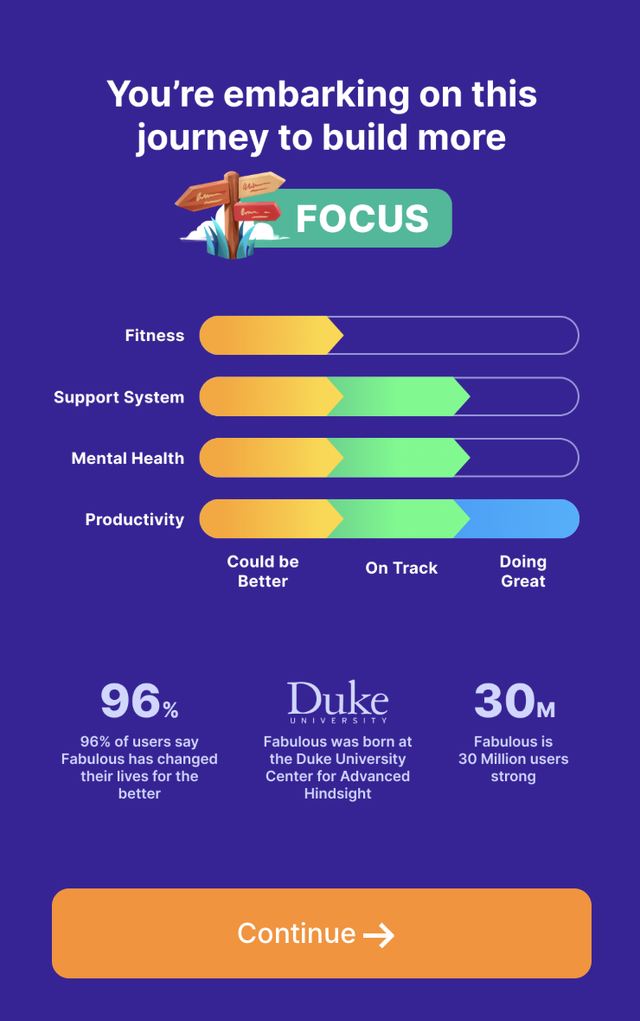 You’re embarking on this
journey to build more
FOCUS
Fitness
Support System
Mental Health
Productivity
Could be
Better
On Track
Doing
Great
96%
96% of users say
Fabulous has changed
their lives for the
better
Duke
UNIVERSITY
Fabulous was born at
the Duke University
Center for Advanced
Hindsight
30M
Fabulous is
30 Million users
strong
Continue →